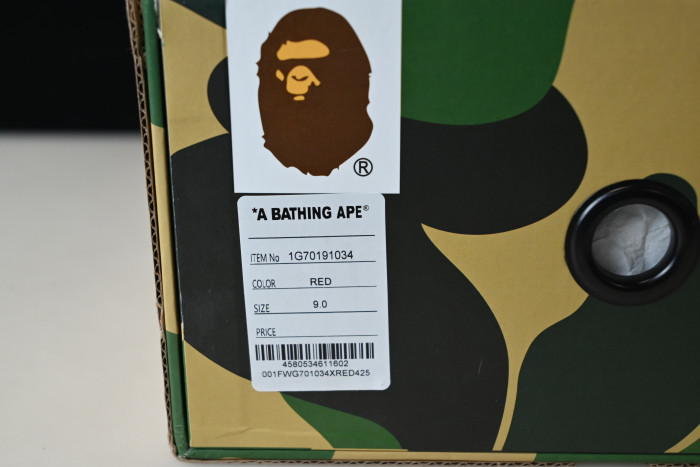 ®
*A BATHING APE®
ITEM No 1G70191034
COLOR RED
SIZE 9.0
PRICE
4580534611602
001FWG701034XRED425